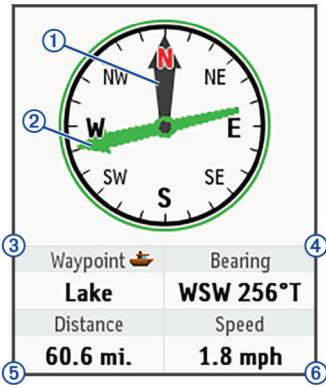 1
N
NW
NE
2
W
E
SW
SE
S
3
4
Waypoint
Bearing
Lake
WSW 256°T
Distance
Speed
60.6 mi.
1.8 mph
5
6